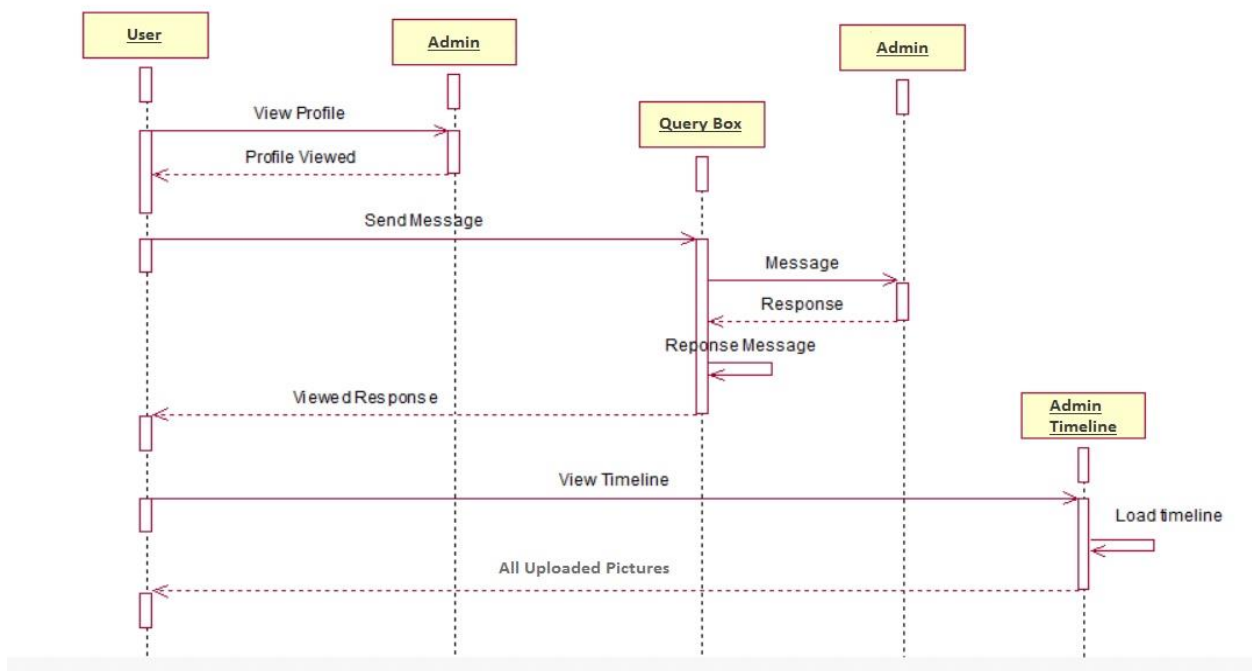 User
Admin
Admin
View Profile
Query Box
Profile Viewed
Send Message
Message
Response
Reponse Message
Viewed Response
Admin
Timeline
View Timeline
Load timeline
All Uploaded Pictures